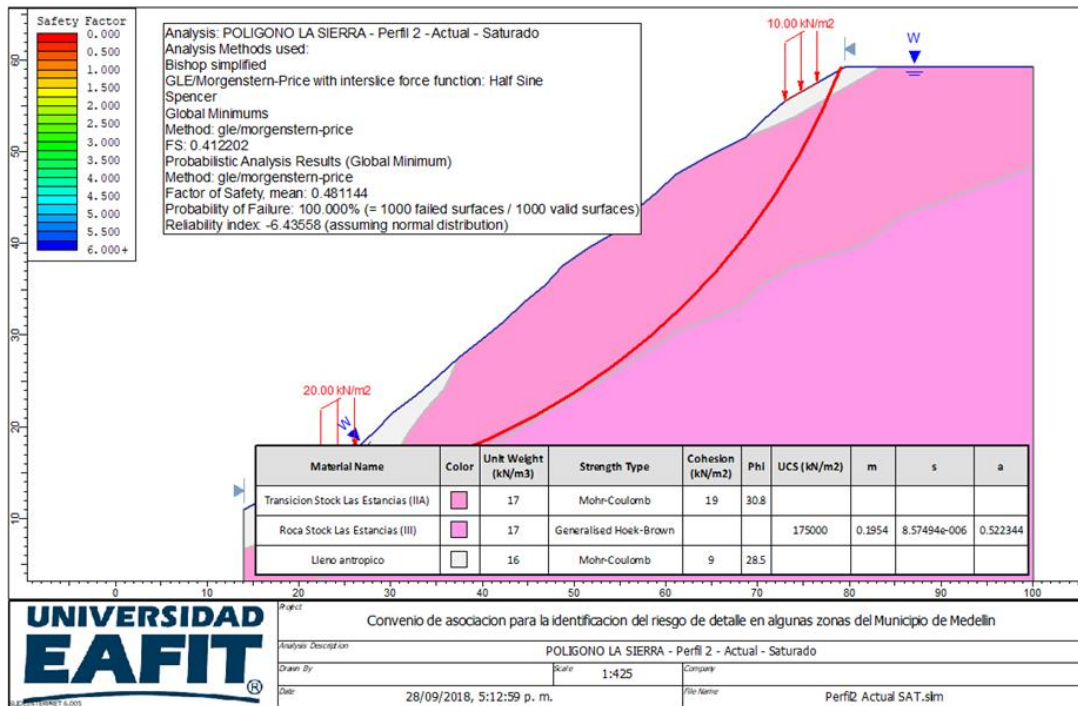 Safety Factor
0.000
0.500
1.000
1.500
2.000
2.500
3.000
3.500
4.000
4.500
5.000
5.500
6.000+
Analysis: POLIGONO LA SIERRA - Perfil 2 - Actual - Saturado
Analysis Methods used:
Bishop simplified
GLE/Morgenstern-Price with interslice force function: Half Sine
Spencer
Global Minimums
Method: gle/morgenstern-price
FS: 0.412202
Probabilistic Analysis Results (Global Minimum)
Method: gle/morgenstern-price
Factor of Safety, mean: 0.481144
Probability of Failure: 100.000% (= 1000 failed surfaces / 1000 valid surfaces)
Reliability index: -6.43558 (assuming normal distribution)
10.00 kN/m2
W
20.00 kN/m2
W
60
50
40
30
20
10
Material Name Color Unit Weight (kN/m3) Strength Type Cohesion (kN/m2) Phi UCS (kN/m2) m s a
Transicion Stock Las Estancias (IIA) 17 Mohr-Coulomb 19 30.8
Roca Stock Las Estancias (III) 17 Generalised Hoek-Brown 175000 0.1954 8.57494e-006 0.522344
Lleno antropico 16 Mohr-Coulomb 9 28.5
0 10 20 30 40 50 60 70 80 90 100
UNIVERSIDAD
EAFIT®
SLIDEINTERPRET 6.005
Project
Convenio de asociacion para la identificacion del riesgo de detalle en algunas zonas del Municipio de Medellin
Analysis Description
POLIGONO LA SIERRA - Perfil 2 - Actual - Saturado
Drawn By
Scale 1:425
Company
Date 28/09/2018, 5:12:59 p. m.
File Name Perfil2 Actual SAT.slim